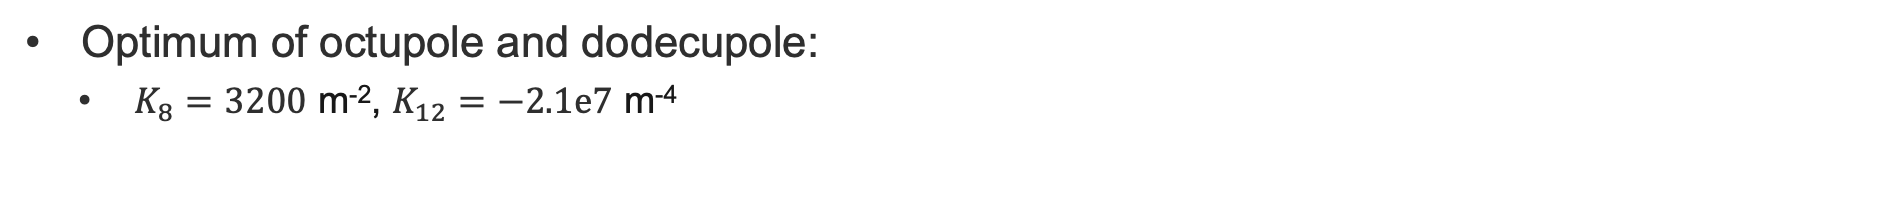 • Optimum of octupole and dodecupole:
• K₈ = 3200 m⁻², K₁₂ = −2.1e7 m⁻⁴